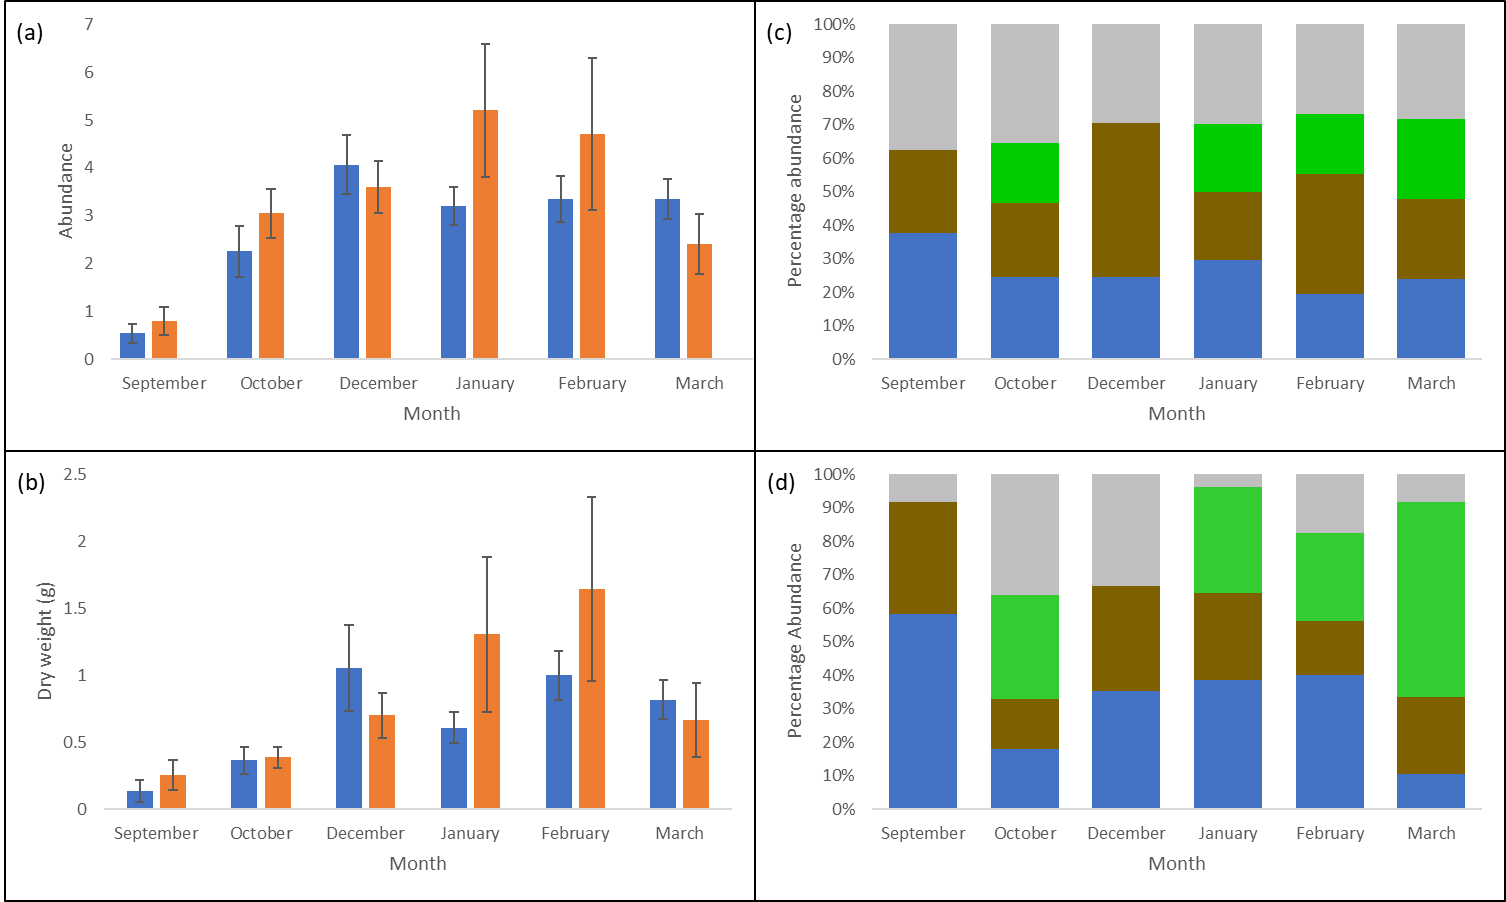 (a)
7
6
5
4
3
2
1
0
Abundance
September October December January February March
Month
(c)
100%
90%
80%
70%
60%
50%
40%
30%
20%
10%
0%
Percentage abundance
September October December January February March
Month
(b)
2.5
2
1.5
1
0.5
0
Dry weight (g)
September October December January February March
Month
(d)
100%
90%
80%
70%
60%
50%
40%
30%
20%
10%
0%
Percentage Abundance
September October December January February March
Month